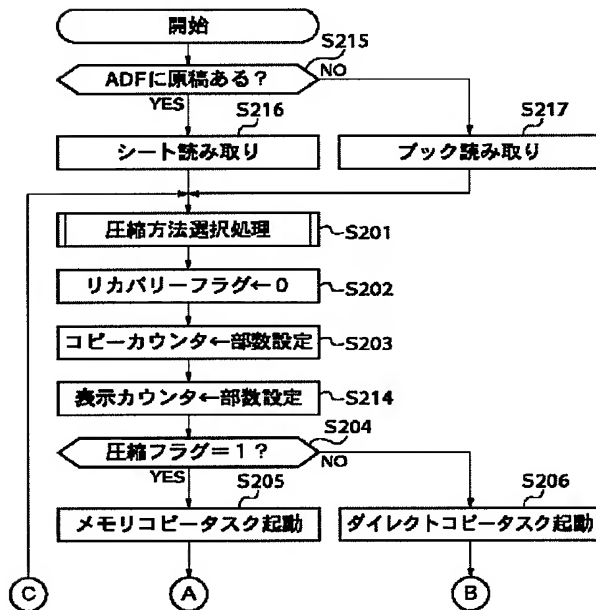 開始
S215
ADFに原稿ある?
NO
YES
S216
S217
シート読み取り
ブック読み取り
圧縮方法選択処理
S201
リカバリーフラグ←0
S202
コピーカウンタ←部数設定
S203
表示カウンタ←部数設定
S214
S204
圧縮フラグ=1?
YES
NO
S205
S206
メモリコピータスク起動
ダイレクトコピータスク起動
C
A
B